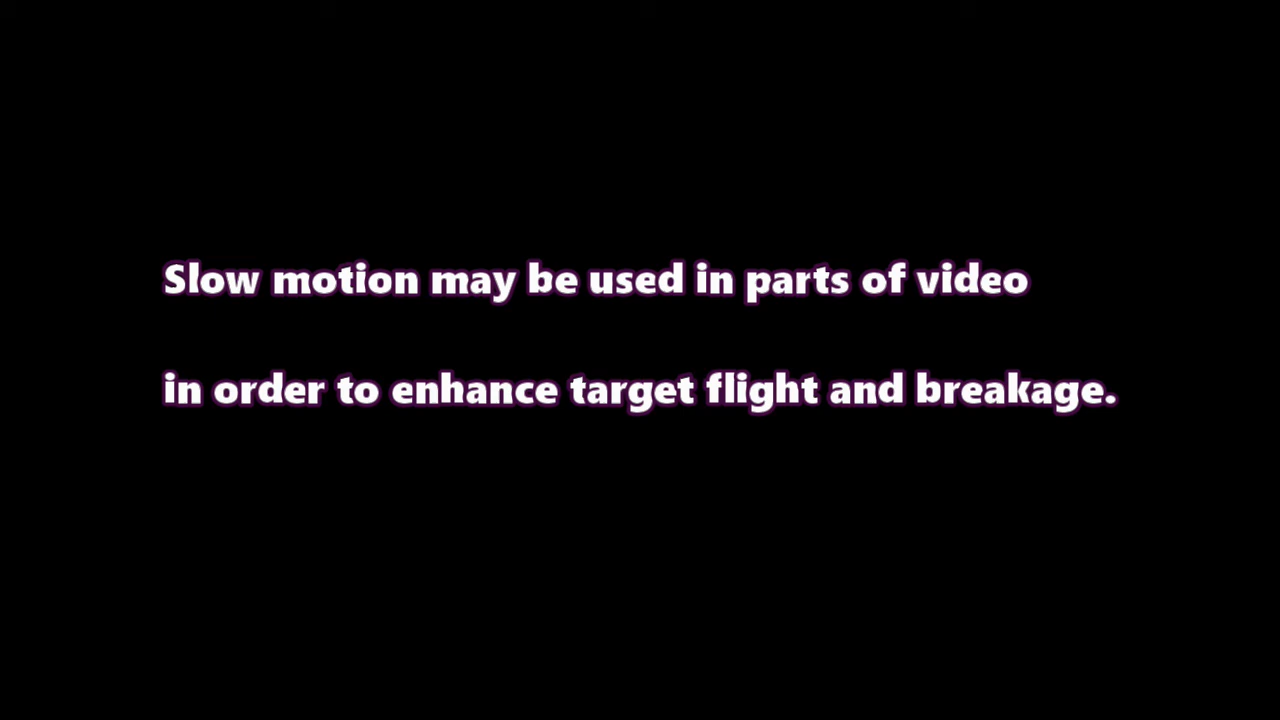 Slow motion may be used in parts of video
in order to enhance target flight and breakage.